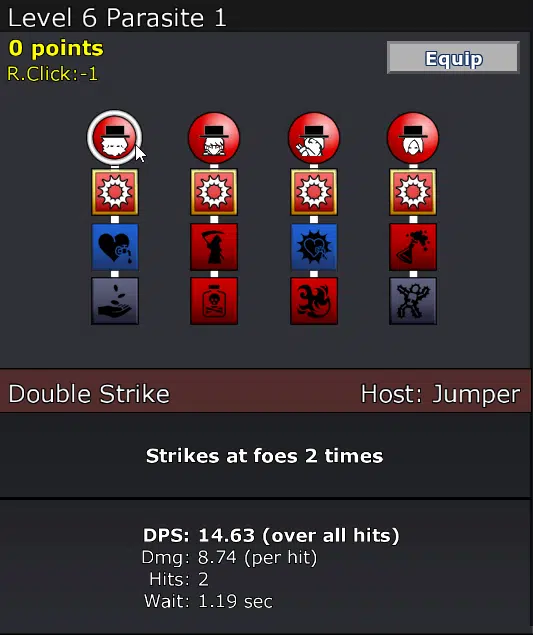 Level 6 Parasite 1
0 points
R.Click:-1
Equip
Double Strike
Host: Jumper
Strikes at foes 2 times
DPS: 14.63 (over all hits)
Dmg: 8.74 (per hit)
Hits: 2
Wait: 1.19 sec